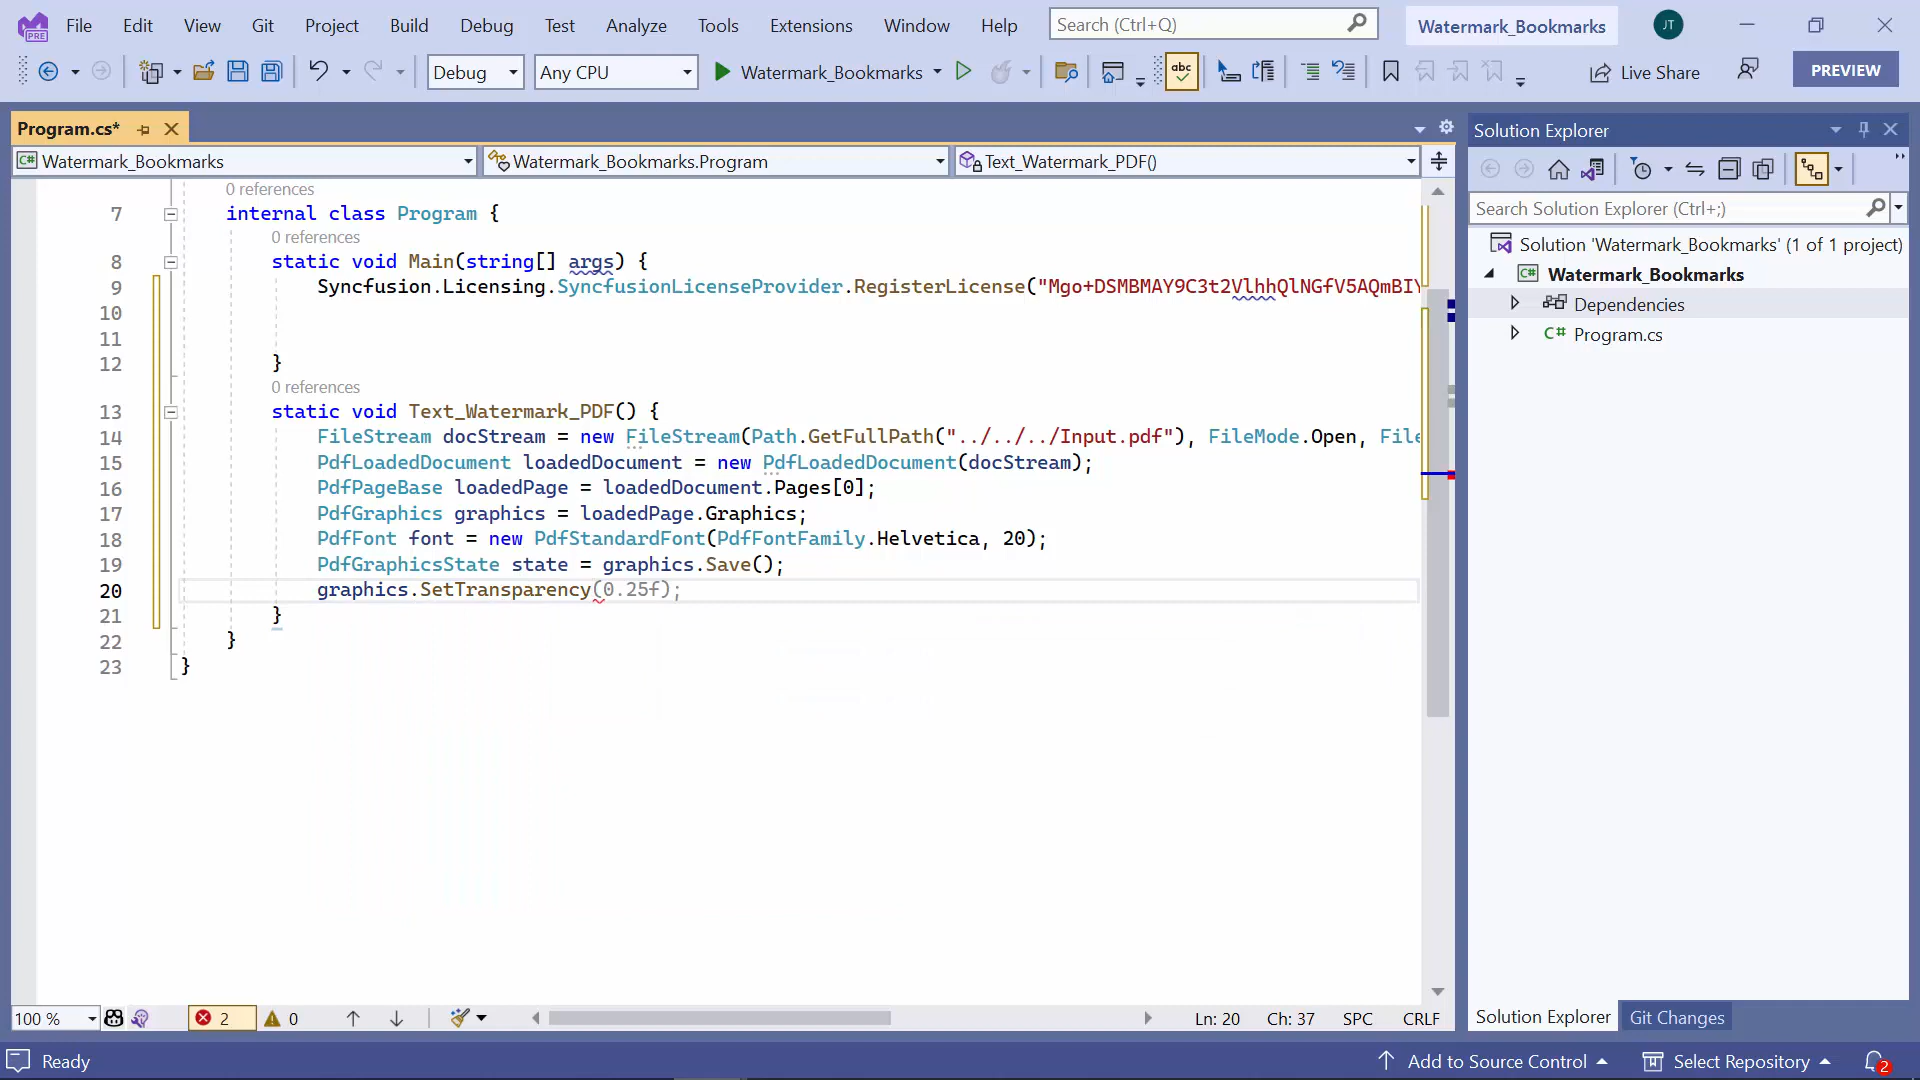 PRE File Edit View Git Project Build Debug Test Analyze Tools Extensions Window Help Search (Ctrl+Q) Watermark_Bookmarks JT
Debug Any CPU Watermark_Bookmarks abc Live Share PREVIEW
Program.cs*
C# Watermark_Bookmarks Watermark_Bookmarks.Program Text_Watermark_PDF()
0 references
7 internal class Program {
0 references
8 static void Main(string[] args) {
9 Syncfusion.Licensing.SyncfusionLicenseProvider.RegisterLicense("Mgo+DSMBMAY9C3t2VlhhQlNGfV5AQmBIY
10
11
12 }
0 references
13 static void Text_Watermark_PDF() {
14 FileStream docStream = new FileStream(Path.GetFullPath("../../../Input.pdf"), FileMode.Open, File
15 PdfLoadedDocument loadedDocument = new PdfLoadedDocument(docStream);
16 PdfPageBase loadedPage = loadedDocument.Pages[0];
17 PdfGraphics graphics = loadedPage.Graphics;
18 PdfFont font = new PdfStandardFont(PdfFontFamily.Helvetica, 20);
19 PdfGraphicsState state = graphics.Save();
20 graphics.SetTransparency(0.25f);
21 }
22 }
23 }
Solution Explorer
Search Solution Explorer (Ctrl+;)
Solution 'Watermark_Bookmarks' (1 of 1 project)
C# Watermark_Bookmarks
Dependencies
C# Program.cs
100 % 2 0 Ln: 20 Ch: 37 SPC CRLF
Solution Explorer Git Changes
Ready Add to Source Control Select Repository 2